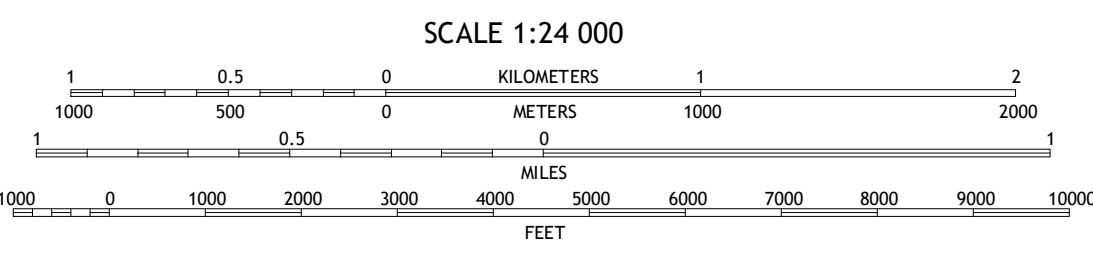 SCALE 1:24 000
1 0.5 0 KILOMETERS 1 2
1000 500 0 METERS 1000 2000
1 0.5 0 1
MILES
1000 0 1000 2000 3000 4000 5000 6000 7000 8000 9000 10000
FEET